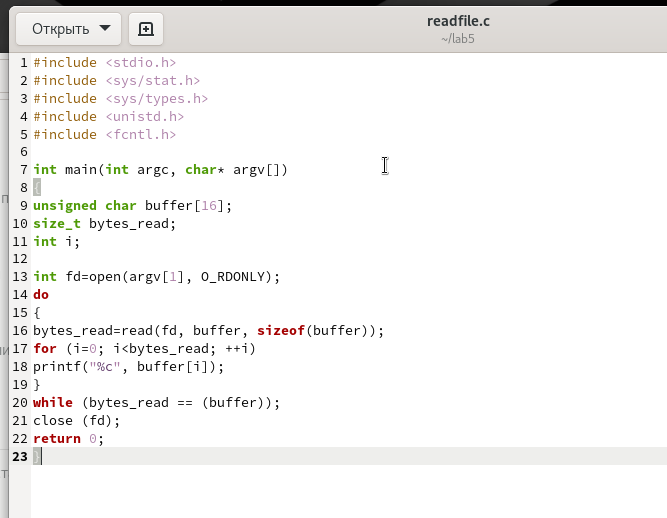 Открыть
readfile.c
~/lab5
1 #include <stdio.h>
2 #include <sys/stat.h>
3 #include <sys/types.h>
4 #include <unistd.h>
5 #include <fcntl.h>
6
7 int main(int argc, char* argv[])
8 {
9 unsigned char buffer[16];
10 size_t bytes_read;
11 int i;
12
13 int fd=open(argv[1], O_RDONLY);
14 do
15 {
16 bytes_read=read(fd, buffer, sizeof(buffer));
17 for (i=0; i<bytes_read; ++i)
18 printf("%c", buffer[i]);
19 }
20 while (bytes_read == (buffer));
21 close (fd);
22 return 0;
23 }